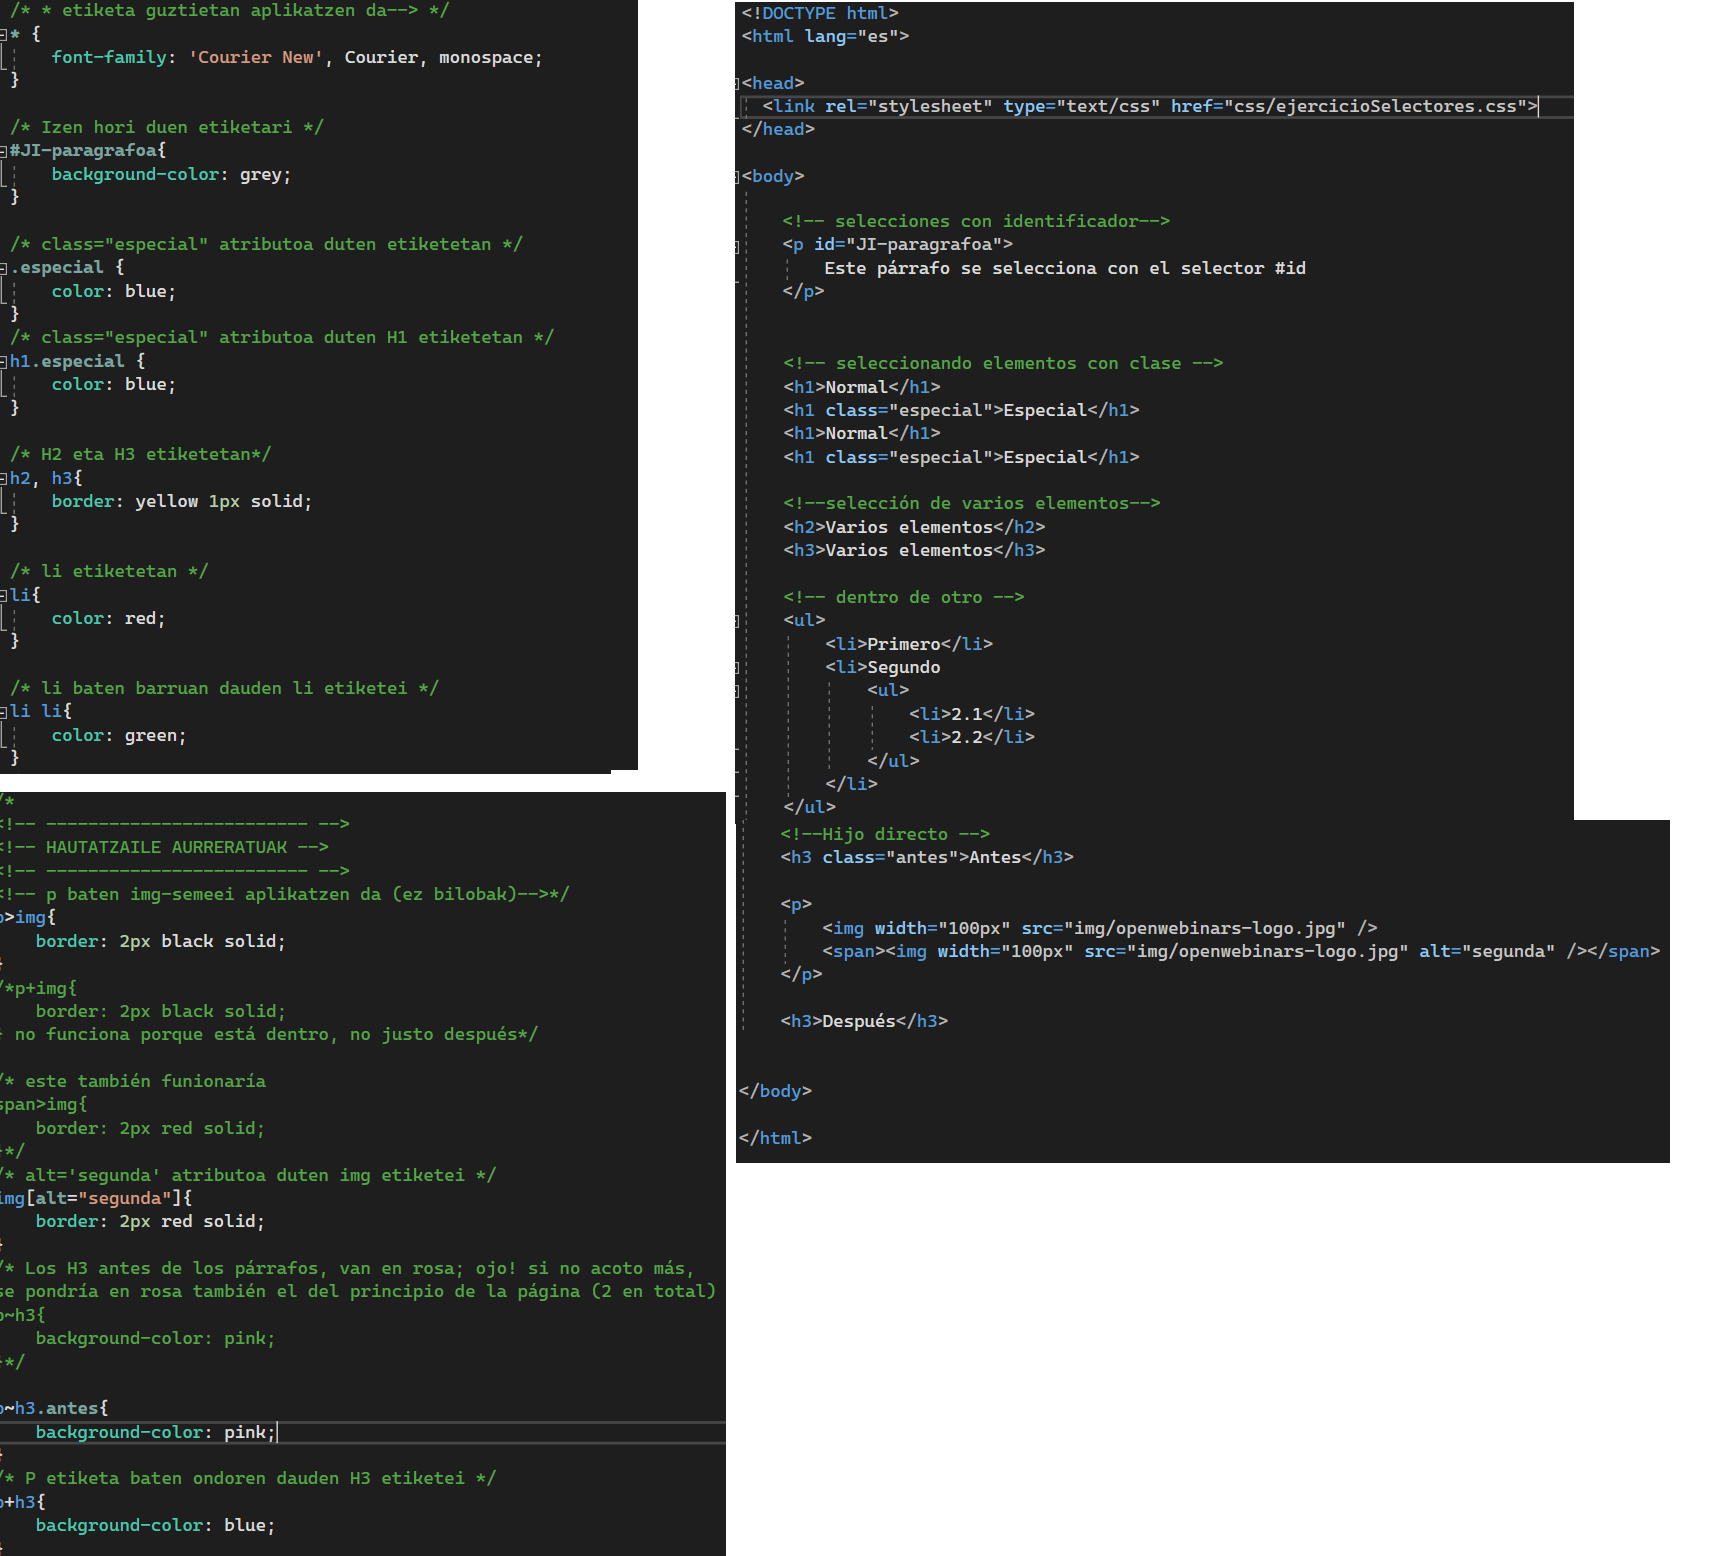 /* * etiketa guztietan aplikatzen da--> */
* {
    font-family: 'Courier New', Courier, monospace;
}
/* Izen hori duen etiketari */
#JI-paragrafoa{
    background-color: grey;
}
/* class="especial" atributoa duten etiketetan */
.especial {
    color: blue;
}
/* class="especial" atributoa duten H1 etiketetan */
h1.especial {
    color: blue;
}
/* H2 eta H3 etiketetan*/
h2, h3{
    border: yellow 1px solid;
}
/* li etiketetan */
li{
    color: red;
}
/* li baten barruan dauden li etiketei */
li li{
    color: green;
}
/*
<!-- ------------------------- -->
<!-- HAUTATZAILE AURRERATUAK -->
<!-- ------------------------- -->
<!-- p baten img-semeei aplikatzen da (ez bilobak)-->*/
p>img{
    border: 2px black solid;
}
/*p+img{
    border: 2px black solid;
} no funciona porque está dentro, no justo después*/
/* este también funionaría
span>img{
    border: 2px red solid;
}*/
/* alt='segunda' atributoa duten img etiketei */
img[alt="segunda"]{
    border: 2px red solid;
}
/* Los H3 antes de los párrafos, van en rosa; ojo! si no acoto más,
se pondría en rosa también el del principio de la página (2 en total)
p~h3{
    background-color: pink;
}*/
p~h3.antes{
    background-color: pink;
}
/* P etiketa baten ondoren dauden H3 etiketei */
p+h3{
    background-color: blue;
}
<!DOCTYPE html>
<html lang="es">
<head>
  <link rel="stylesheet" type="text/css" href="css/ejercicioSelectores.css">
</head>
<body>
    <!-- selecciones con identificador-->
    <p id="JI-paragrafoa">
        Este párrafo se selecciona con el selector #id
    </p>
    <!-- seleccionando elementos con clase -->
    <h1>Normal</h1>
    <h1 class="especial">Especial</h1>
    <h1>Normal</h1>
    <h1 class="especial">Especial</h1>
    <!--selección de varios elementos-->
    <h2>Varios elementos</h2>
    <h3>Varios elementos</h3>
    <!-- dentro de otro -->
    <ul>
        <li>Primero</li>
        <li>Segundo
            <ul>
                <li>2.1</li>
                <li>2.2</li>
            </ul>
        </li>
    </ul>
    <!--Hijo directo -->
    <h3 class="antes">Antes</h3>
    <p>
        <img width="100px" src="img/openwebinars-logo.jpg" />
        <span><img width="100px" src="img/openwebinars-logo.jpg" alt="segunda" /></span>
    </p>
    <h3>Después</h3>
</body>
</html>